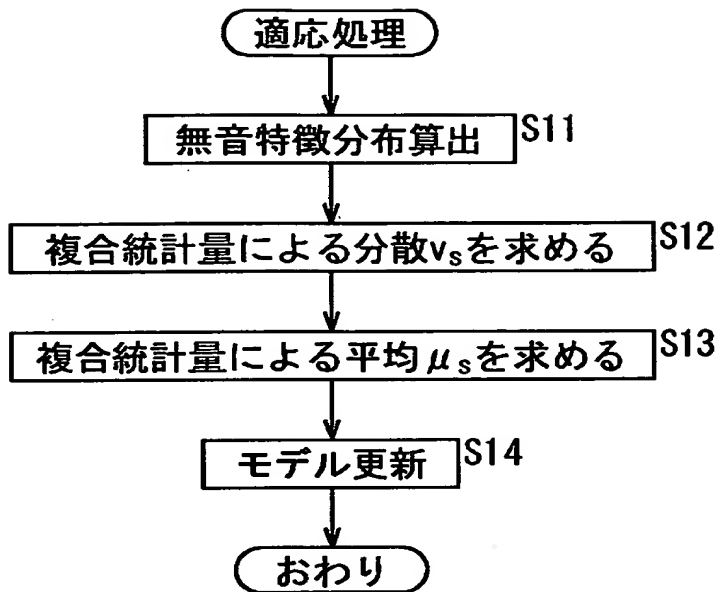 適応処理
無音特徴分布算出 S11
複合統計量による分散vsを求める S12
複合統計量による平均μsを求める S13
モデル更新 S14
おわり